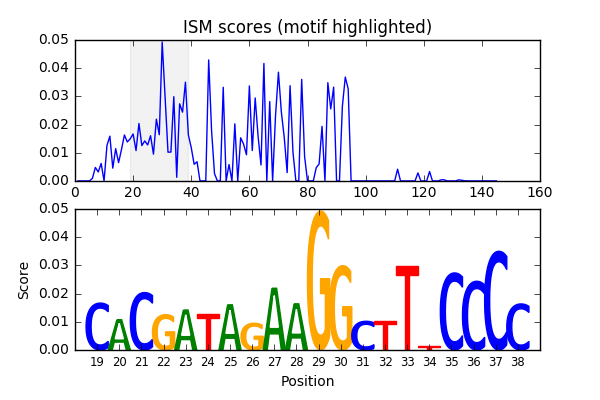 ISM scores (motif highlighted)
0.05
0.04
0.03
0.02
0.01
0.00
0 20 40 60 80 100 120 140 160
0.05
0.04
0.03
0.02
0.01
0.00
Score
CACGATAGAAGGCTTTCCCC
19 20 21 22 23 24 25 26 27 28 29 30 31 32 33 34 35 36 37 38
Position